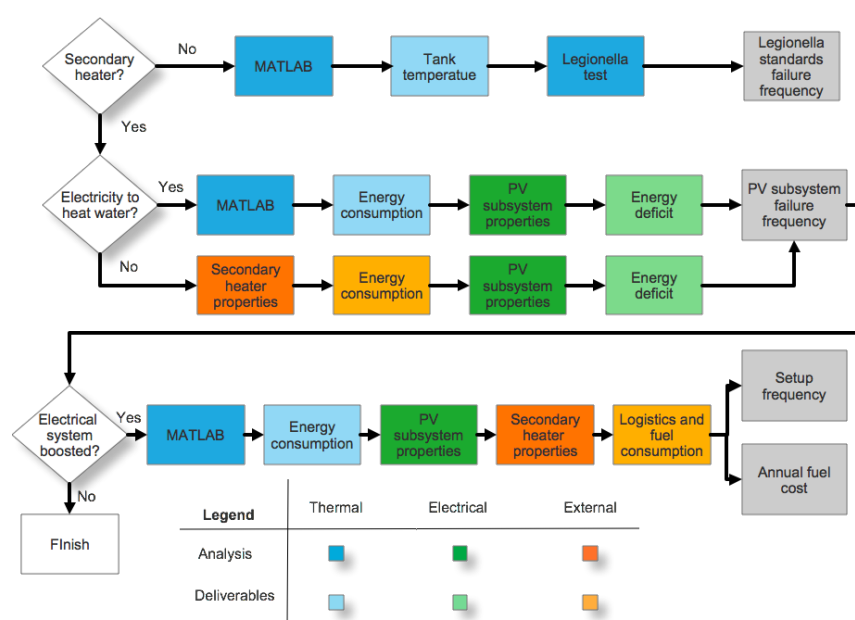 Secondary
heater?
No
MATLAB
Tank
temperatue
Legionella
test
Legionella
standards
failure
frequency
Yes
Electricity to
heat water?
Yes
MATLAB
Energy
consumption
PV
subsystem
properties
Energy
deficit
PV subsystem
failure
frequency
No
Secondary
heater
properties
Energy
consumption
PV
subsystem
properties
Energy
deficit
Electrical
system
boosted?
Yes
MATLAB
Energy
consumption
PV
subsystem
properties
Secondary
heater
properties
Logistics and
fuel
consumption
Setup
frequency
Annual fuel
cost
No
FInish
Legend
Thermal
Electrical
External
Analysis
Deliverables